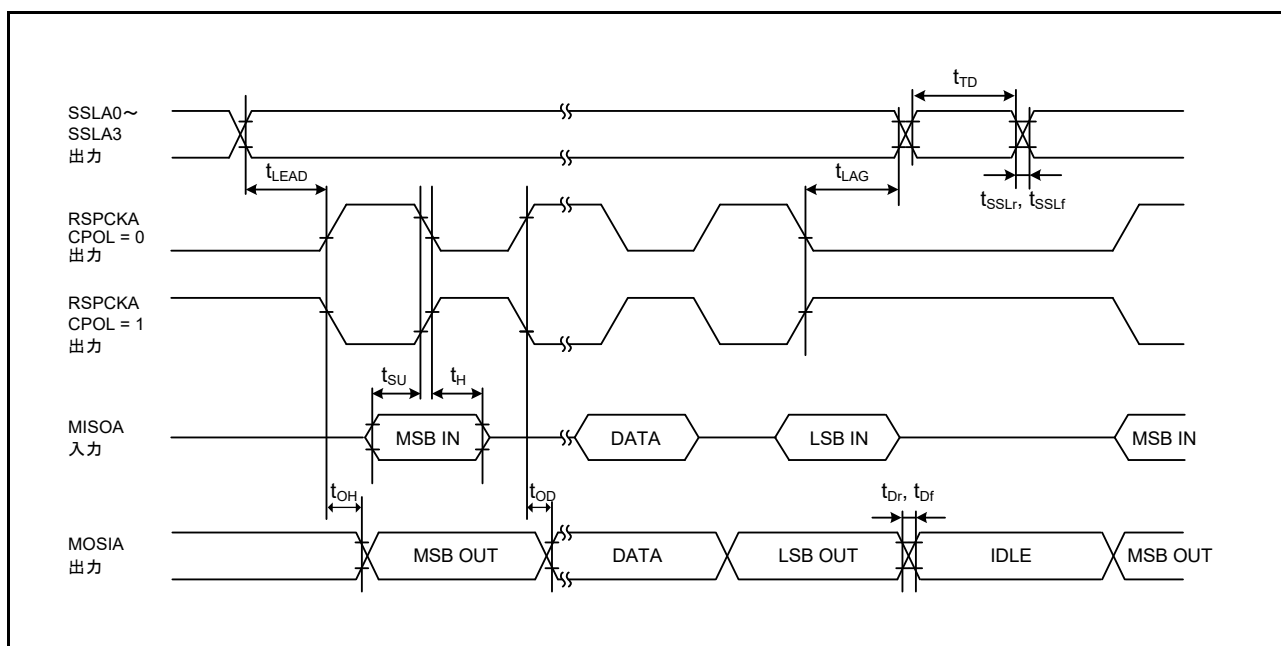 tTD
SSLA0～
SSLA3
出力
tLEAD
tLAG
tSSLr, tSSLf
RSPCKA
CPOL = 0
出力
RSPCKA
CPOL = 1
出力
tSU
tH
MISOA
入力
MSB IN
DATA
LSB IN
MSB IN
tOH
tOD
tDr, tDf
MOSIA
出力
MSB OUT
DATA
LSB OUT
IDLE
MSB OUT